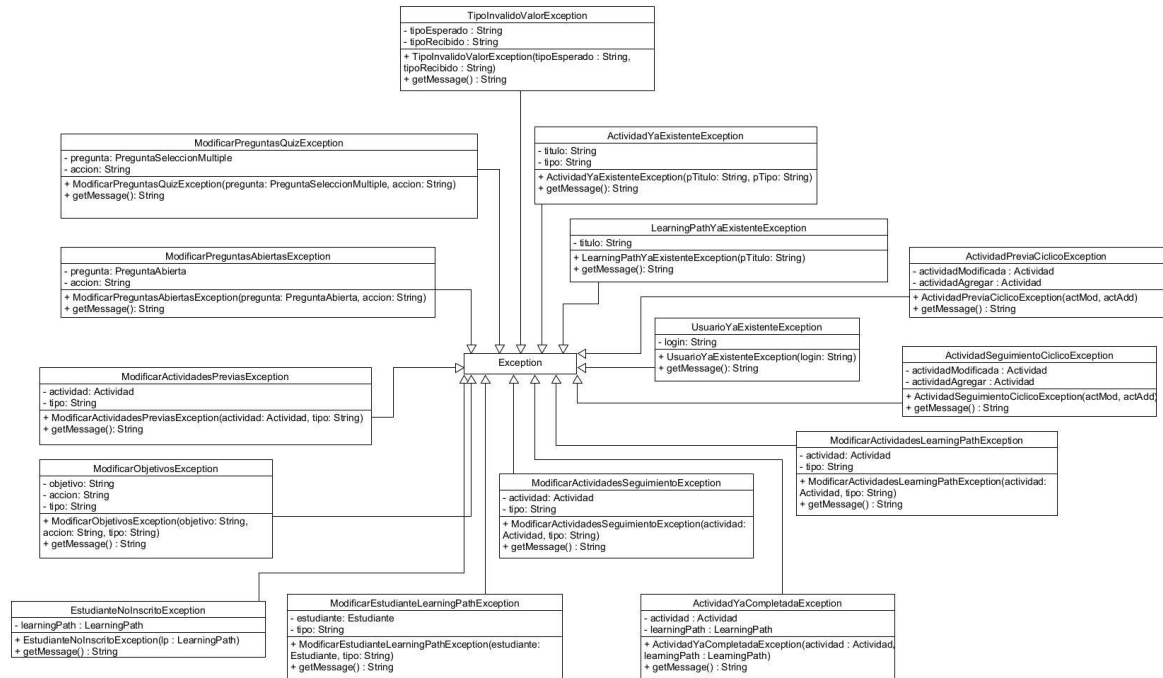 TipoInvalidoValorException
- tipoEsperado : String
- tipoRecibido : String
+ TipoInvalidoValorException(tipoEsperado : String,
tipoRecibido : String)
+ getMessage() : String
ModificarPreguntasQuizException
- pregunta: PreguntaSeleccionMultiple
- accion: String
+ ModificarPreguntasQuizException(pregunta: PreguntaSeleccionMultiple, accion: String)
+ getMessage(): String
ActividadYaExistenteException
- titulo: String
- tipo: String
+ ActividadYaExistenteException(pTitulo: String, pTipo: String)
+ getMessage(): String
LearningPathYaExistenteException
- titulo: String
+ LearningPathYaExistenteException(pTitulo: String)
+ getMessage(): String
ModificarPreguntasAbiertasException
- pregunta: PreguntaAbierta
- accion: String
+ ModificarPreguntasAbiertasException(pregunta: PreguntaAbierta, accion: String)
+ getMessage(): String
ActividadPreviaCiclicoException
- actividadModificada : Actividad
- actividadAgregar : Actividad
+ ActividadPreviaCiclicoException(actMod, actAdd)
+ getMessage() : String
UsuarioYaExistenteException
- login: String
+ UsuarioYaExistenteException(login: String)
+ getMessage(): String
Exception
ActividadSeguimientoCiclicoException
- actividadModificada : Actividad
- actividadAgregar : Actividad
+ ActividadSeguimientoCiclicoException(actMod, actAdd)
+ getMessage() : String
ModificarActividadesPreviasException
- actividad: Actividad
- tipo: String
+ ModificarActividadesPreviasException(actividad: Actividad, tipo: String)
+ getMessage(): String
ModificarActividadesLearningPathException
- actividad: Actividad
- tipo: String
+ ModificarActividadesLearningPathException(actividad:
Actividad, tipo: String)
+ getMessage() : String
ModificarObjetivosException
- objetivo: String
- accion: String
- tipo: String
+ ModificarObjetivosException(objetivo: String,
accion: String, tipo: String)
+ getMessage() : String
ModificarActividadesSeguimientoException
- actividad: Actividad
- tipo: String
+ ModificarActividadesSeguimientoException(actividad:
Actividad, tipo: String)
+ getMessage() : String
EstudianteNoInscritoException
- learningPath : LearningPath
+ EstudianteNoInscritoException(lp : LearningPath)
+ getMessage() : String
ModificarEstudianteLearningPathException
- estudiante: Estudiante
- tipo: String
+ ModificarEstudianteLearningPathException(estudiante:
Estudiante, tipo: String)
+ getMessage() : String
ActividadYaCompletadaException
- actividad : Actividad
- learningPath : LearningPath
+ ActividadYaCompletadaException(actividad : Actividad,
learningPath : LearningPath)
+ getMessage() : String